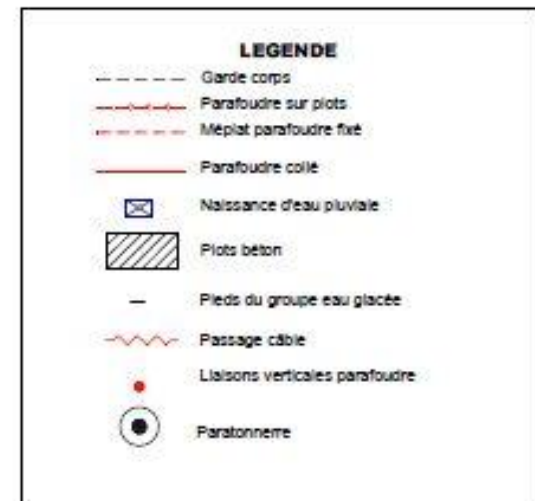 LEGENDE
Garde corps
Parafoudre sur plots
Méplat parafoudre fixé
Parafoudre collé
Naissance d'eau pluviale
Plots béton
Pieds du groupe eau glacée
Passage câble
Liaisons verticales parafoudre
Paratonnerre